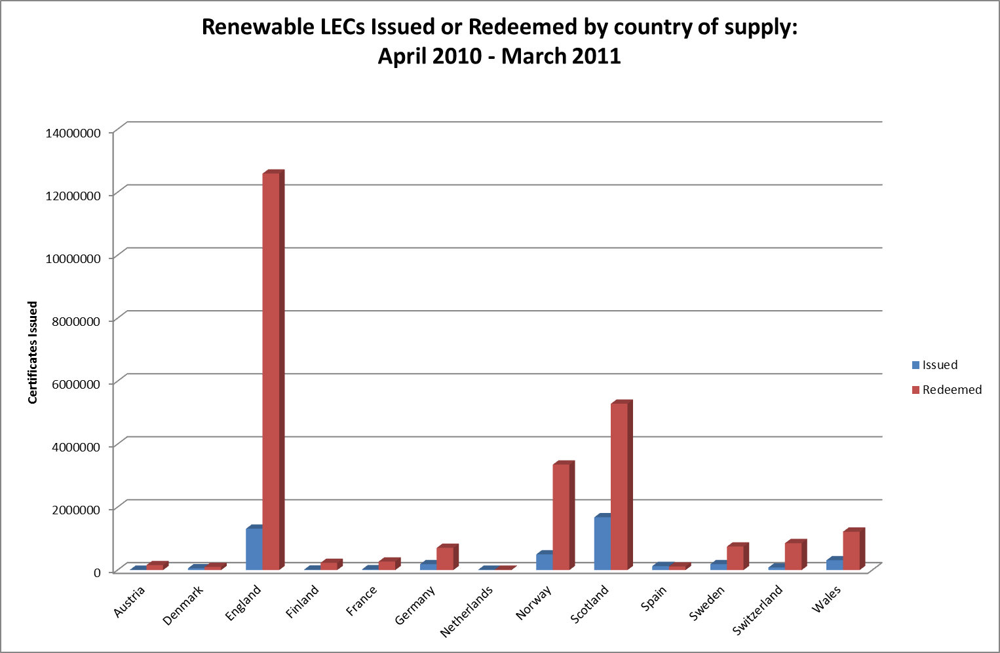 Renewable LECs Issued or Redeemed by country of supply:
April 2010 - March 2011
Certificates Issued
14000000
12000000
10000000
8000000
6000000
4000000
2000000
0
Austria
Denmark
England
Finland
France
Germany
Netherlands
Norway
Scotland
Spain
Sweden
Switzerland
Wales
Issued
Redeemed